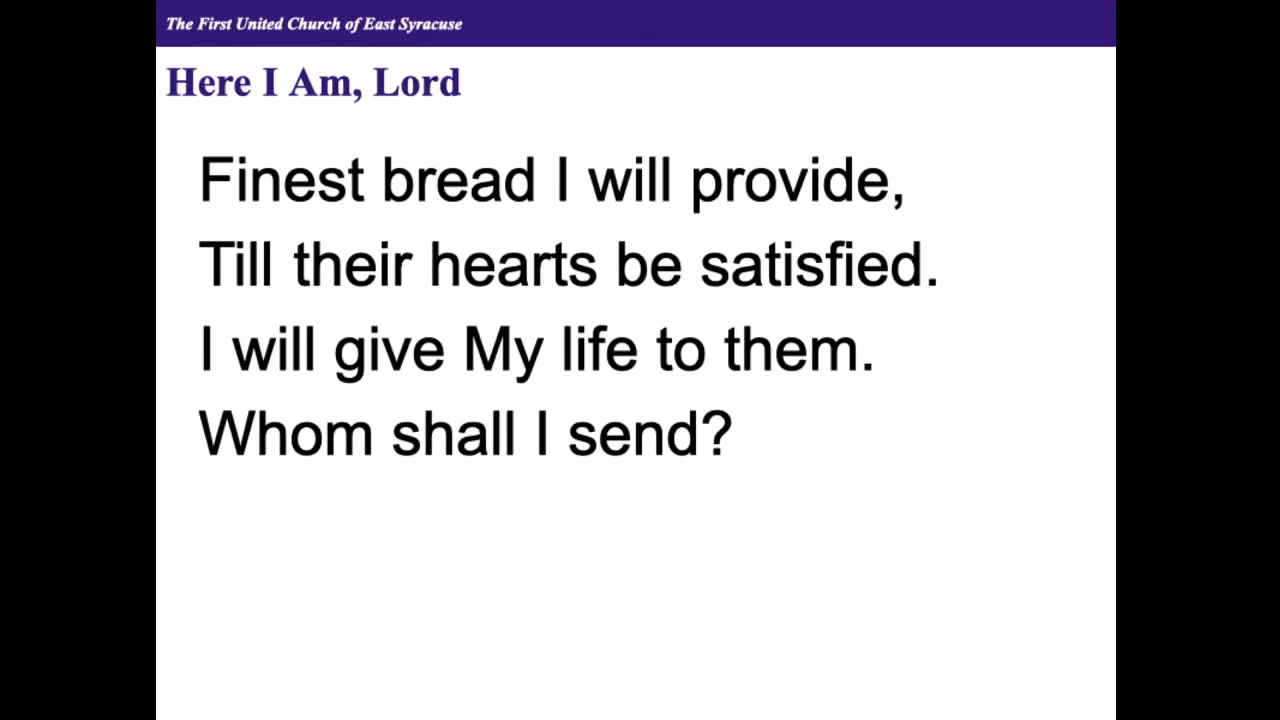 The First United Church of East Syracuse
Here I Am, Lord
Finest bread I will provide,
Till their hearts be satisfied.
I will give My life to them.
Whom shall I send?